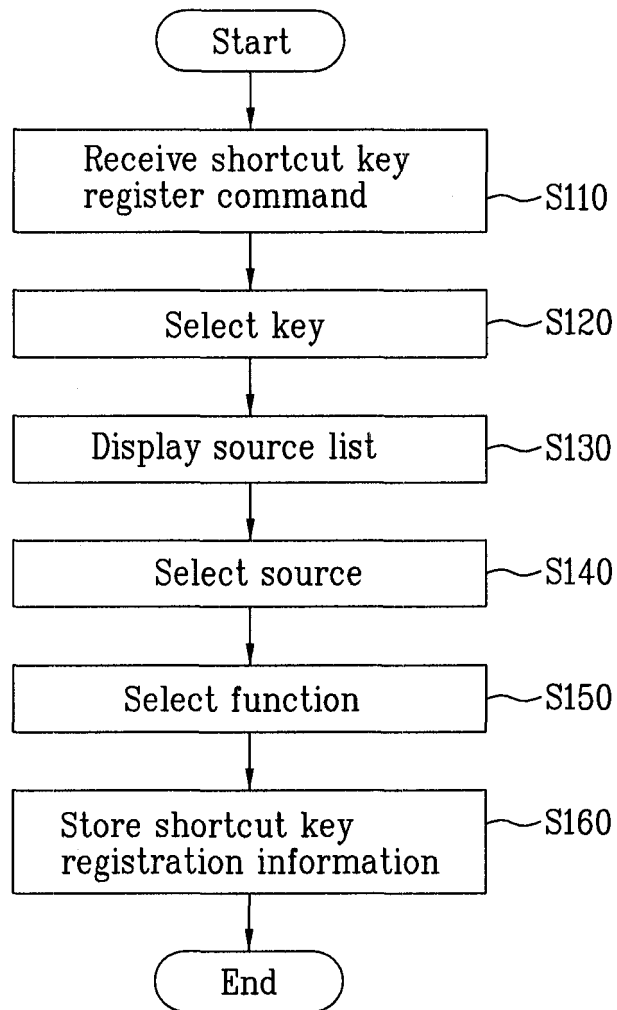 Start
Receive shortcut key
register command
S110
Select key
S120
Display source list
S130
Select source
S140
Select function
S150
Store shortcut key
registration information
S160
End